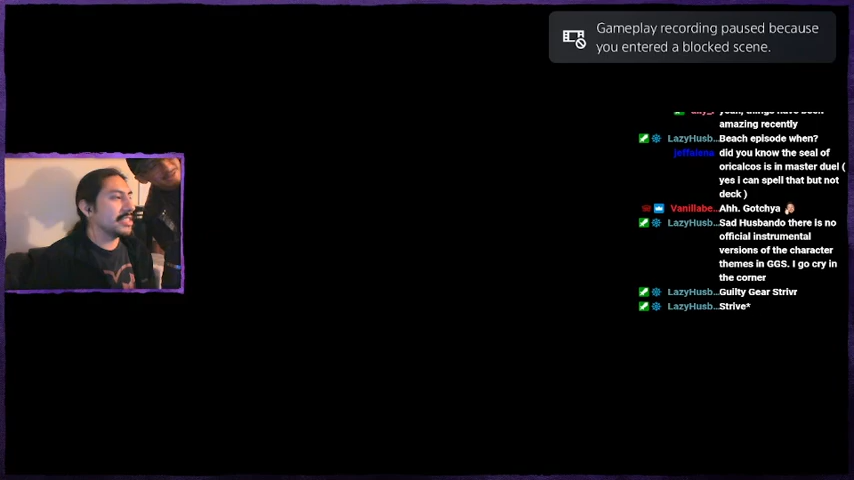 Gameplay recording paused because
you entered a blocked scene.
amazing recently
LazyHusb... Beach episode when?
jeffalena did you know the seal of
oricalcos is in master duel (
yes i can spell that but not
deck )
Vanillabe... Ahh. Gotchya
LazyHusb... Sad Husbando there is no
official instrumental
versions of the character
themes in GGS. I go cry in
the corner
LazyHusb... Guilty Gear Strivr
LazyHusb... Strive*